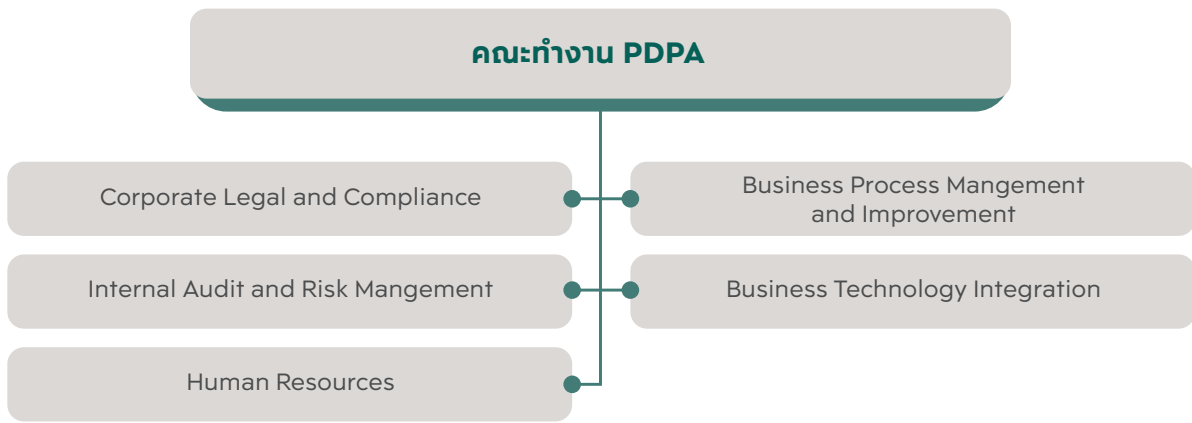 คณะทำงาน PDPA
Corporate Legal and Compliance
Business Process Mangement
and Improvement
Internal Audit and Risk Mangement
Business Technology Integration
Human Resources